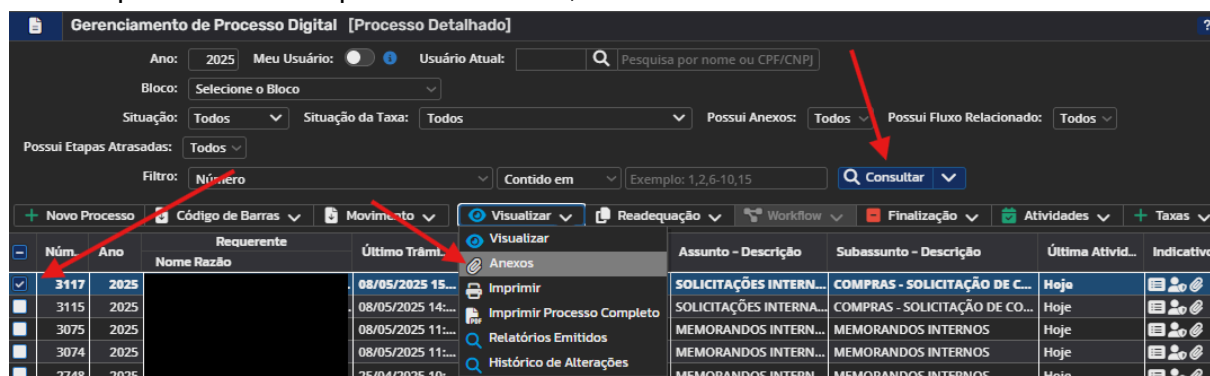 Gerenciamento de Processo Digital [Processo Detalhado] ?
Ano: 2025 Meu Usuário: Usuário Atual: Pesquisa por nome ou CPF/CNPJ
Bloco: Selecione o Bloco
Situação: Todos Situação da Taxa: Todos Possui Anexos: Todos Possui Fluxo Relacionado: Todos
Possui Etapas Atrasadas: Todos
Filtro: Número Contido em Exemplo: 1,2,6-10,15 Consultar
+ Novo Processo Código de Barras Movimento Visualizar Readequação Workflow Finalização Atividades + Taxas
Núm... Ano Requerente Nome Razão Último Trâmi... Assunto - Descrição Subassunto - Descrição Última Ativid... Indicativo
Visualizar
Anexos
Imprimir
Imprimir Processo Completo
Relatórios Emitidos
Histórico de Alterações
3117 2025 08/05/2025 15... SOLICITAÇÕES INTERN... COMPRAS - SOLICITAÇÃO DE C... Hoje
3115 2025 08/05/2025 14:... SOLICITAÇÕES INTERNA... COMPRAS - SOLICITAÇÃO DE CO... Hoje
3075 2025 08/05/2025 11:... MEMORANDOS INTERN... MEMORANDOS INTERNOS Hoje
3074 2025 08/05/2025 11:... MEMORANDOS INTERN... MEMORANDOS INTERNOS Hoje